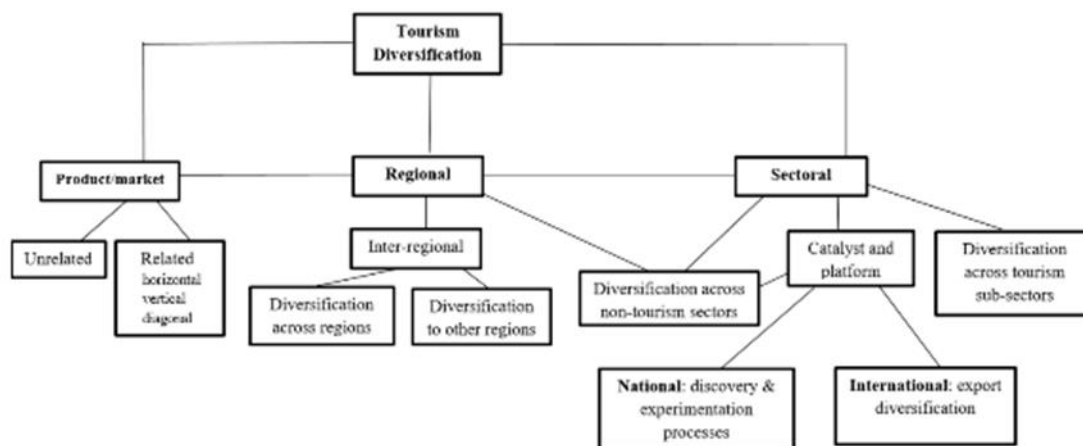 Tourism
Diversification
Product/market
Regional
Sectoral
Unrelated
Related
horizontal
vertical
diagonal
Inter-regional
Diversification
across regions
Diversification
to other regions
Diversification across
non-tourism sectors
Catalyst and
platform
Diversification
across tourism
sub-sectors
National: discovery &
experimentation
processes
International: export
diversification